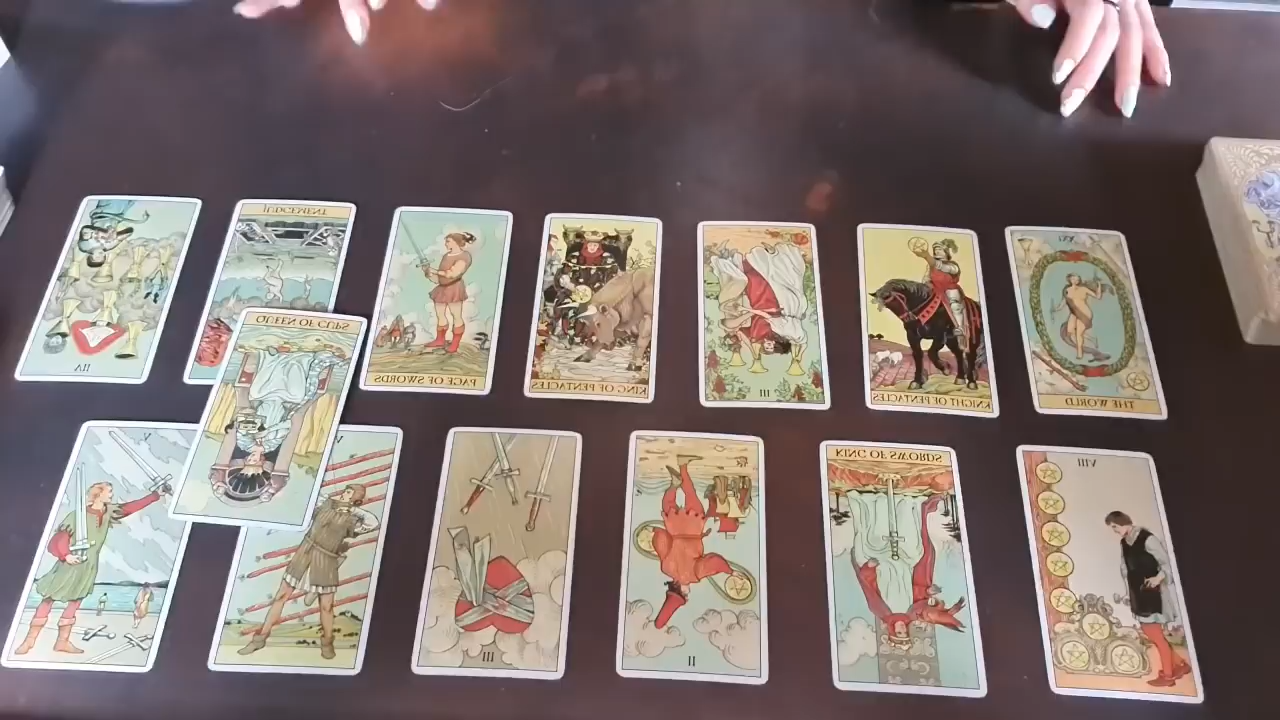 VII
JUDGEMENT
PAGE OF SWORDS
KING OF PENTACLES
III
KNIGHT OF PENTACLES
XXI
THE WORLD
QUEEN OF CUPS
V
III
II
KING OF SWORDS
VIII